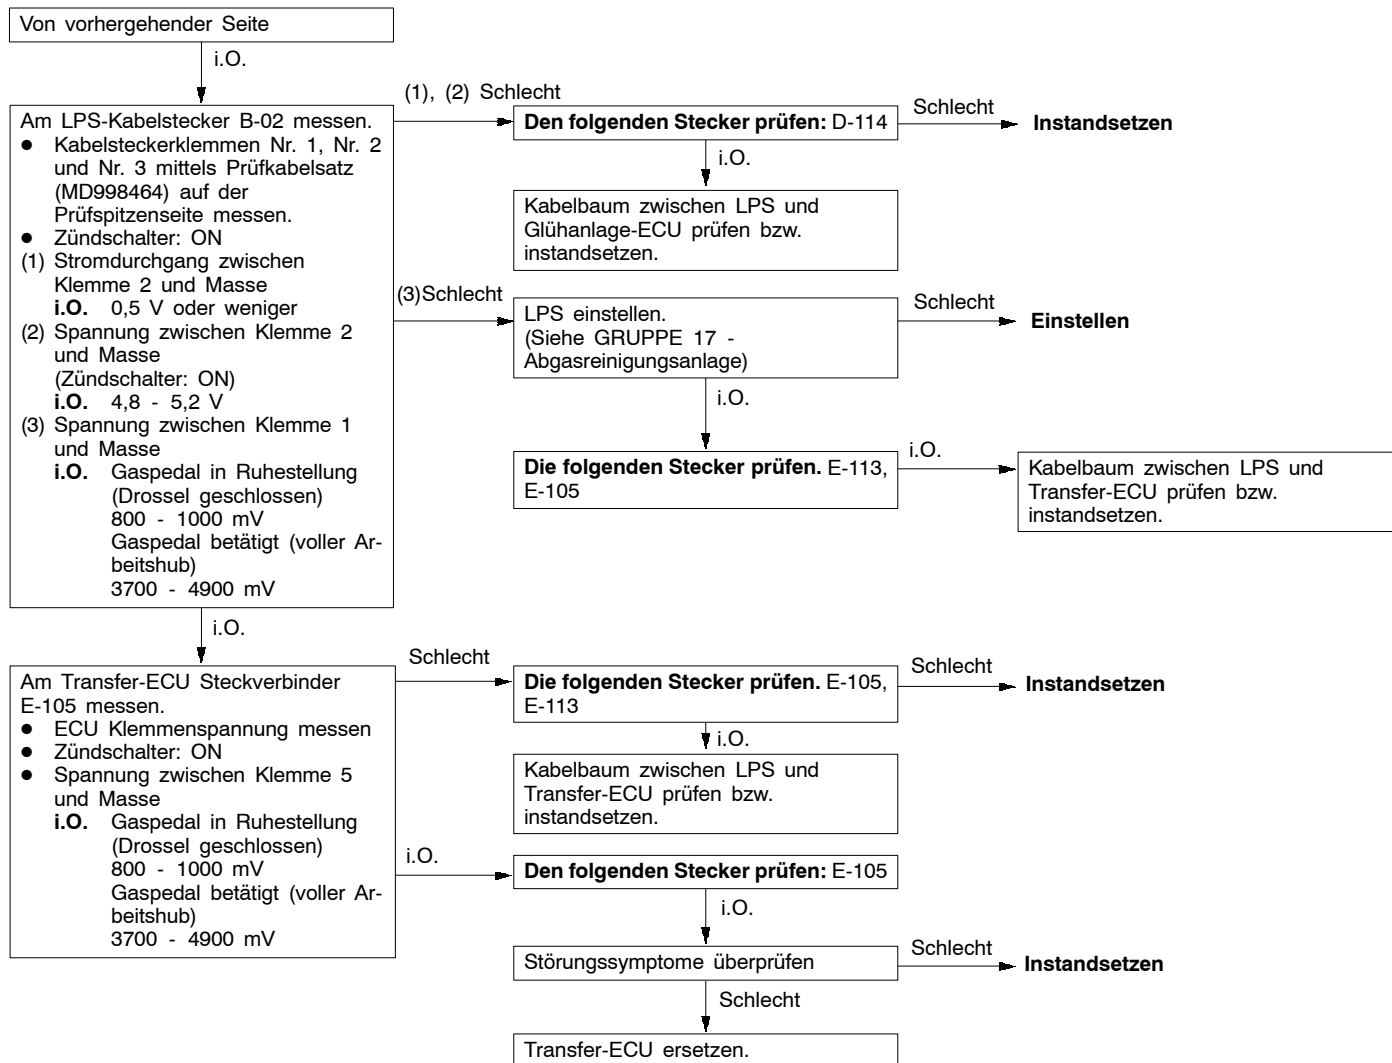 Von vorhergehender Seite
i.O.
Am LPS-Kabelstecker B-02 messen.
● Kabelsteckerklemmen Nr. 1, Nr. 2
und Nr. 3 mittels Prüfkabelsatz
(MD998464) auf der
Prüfspitzenseite messen.
● Zündschalter: ON
(1) Stromdurchgang zwischen
Klemme 2 und Masse
i.O. 0,5 V oder weniger
(2) Spannung zwischen Klemme 2
und Masse
(Zündschalter: ON)
i.O. 4,8 - 5,2 V
(3) Spannung zwischen Klemme 1
und Masse
i.O. Gaspedal in Ruhestellung
(Drossel geschlossen)
800 - 1000 mV
Gaspedal betätigt (voller Ar-
beitshub)
3700 - 4900 mV
(1), (2) Schlecht
Den folgenden Stecker prüfen: D-114
Schlecht
Instandsetzen
i.O.
Kabelbaum zwischen LPS und
Glühanlage-ECU prüfen bzw.
instandsetzen.
(3)Schlecht
LPS einstellen.
(Siehe GRUPPE 17 -
Abgasreinigungsanlage)
Schlecht
Einstellen
i.O.
Die folgenden Stecker prüfen. E-113,
E-105
i.O.
Kabelbaum zwischen LPS und
Transfer-ECU prüfen bzw.
instandsetzen.
i.O.
Am Transfer-ECU Steckverbinder
E-105 messen.
● ECU Klemmenspannung messen
● Zündschalter: ON
● Spannung zwischen Klemme 5
und Masse
i.O. Gaspedal in Ruhestellung
(Drossel geschlossen)
800 - 1000 mV
Gaspedal betätigt (voller Ar-
beitshub)
3700 - 4900 mV
Schlecht
Die folgenden Stecker prüfen. E-105,
E-113
Schlecht
Instandsetzen
i.O.
Kabelbaum zwischen LPS und
Transfer-ECU prüfen bzw.
instandsetzen.
i.O.
Den folgenden Stecker prüfen: E-105
i.O.
Störungssymptome überprüfen
Schlecht
Instandsetzen
Schlecht
Transfer-ECU ersetzen.